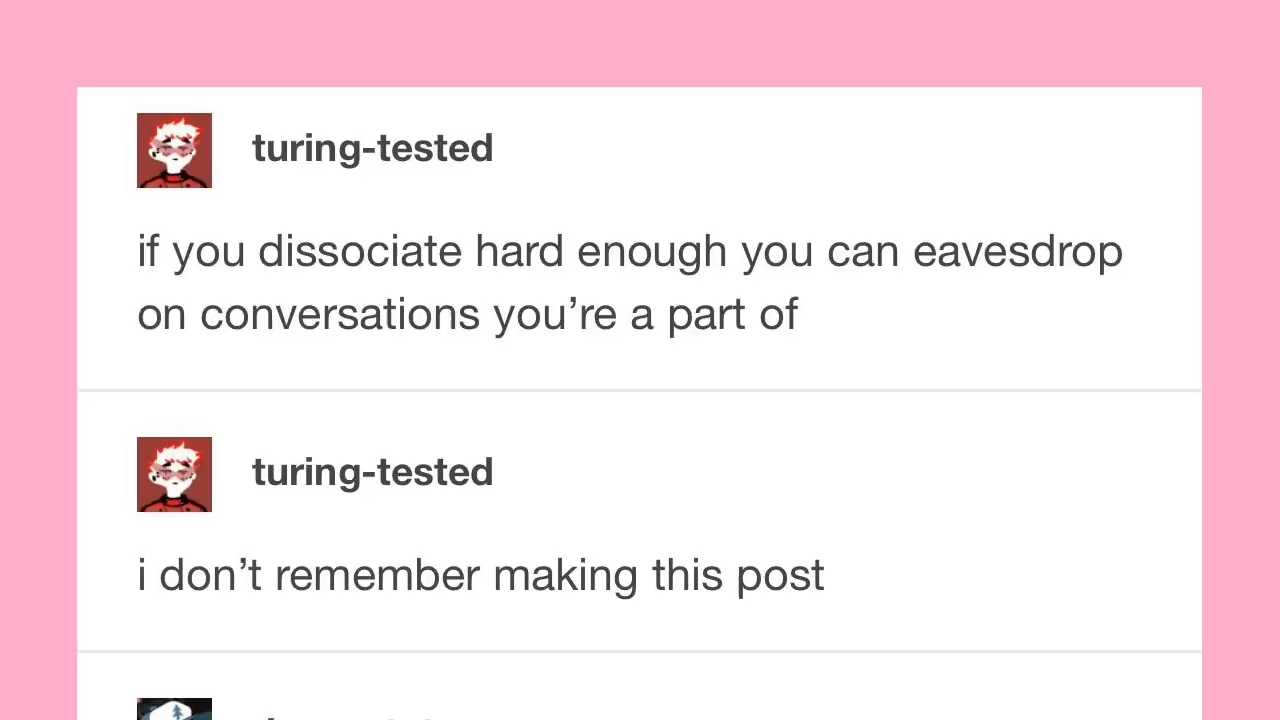 turing-tested
if you dissociate hard enough you can eavesdrop
on conversations you’re a part of
turing-tested
i don’t remember making this post